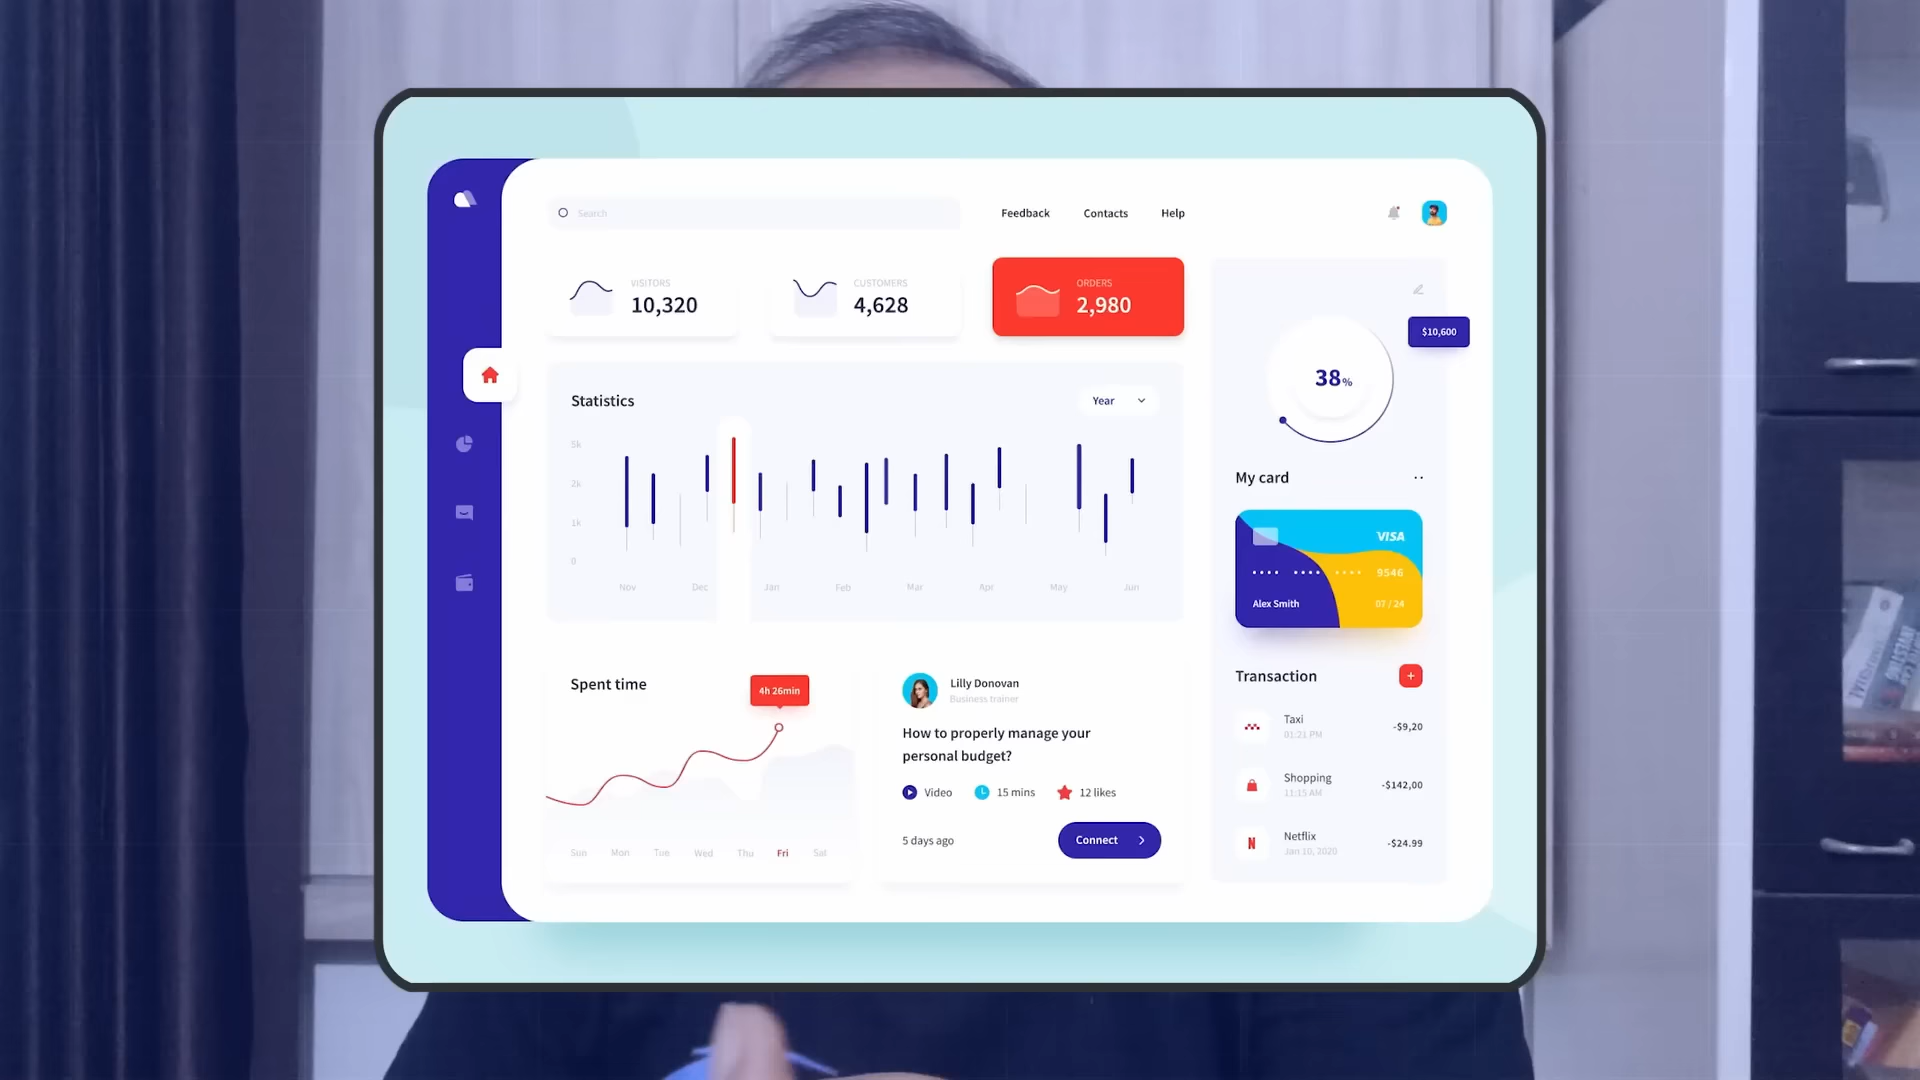 Search
Feedback
Contacts
Help
VISITORS
10,320
CUSTOMERS
4,628
ORDERS
2,980
$10,600
38%
Statistics
Year
5k
2k
1k
0
Nov
Dec
Jan
Feb
Mar
Apr
May
Jun
My card
VISA
9546
Alex Smith
07 / 24
Spent time
4h 26min
Sun
Mon
Tue
Wed
Thu
Fri
Sat
Lilly Donovan
Business trainer
How to properly manage your
personal budget?
Video
15 mins
12 likes
5 days ago
Connect
Transaction
+
Taxi
-$9,20
01:21 PM
Shopping
-$142,00
11:15 AM
N
Netflix
-$24.99
Jan 10, 2020